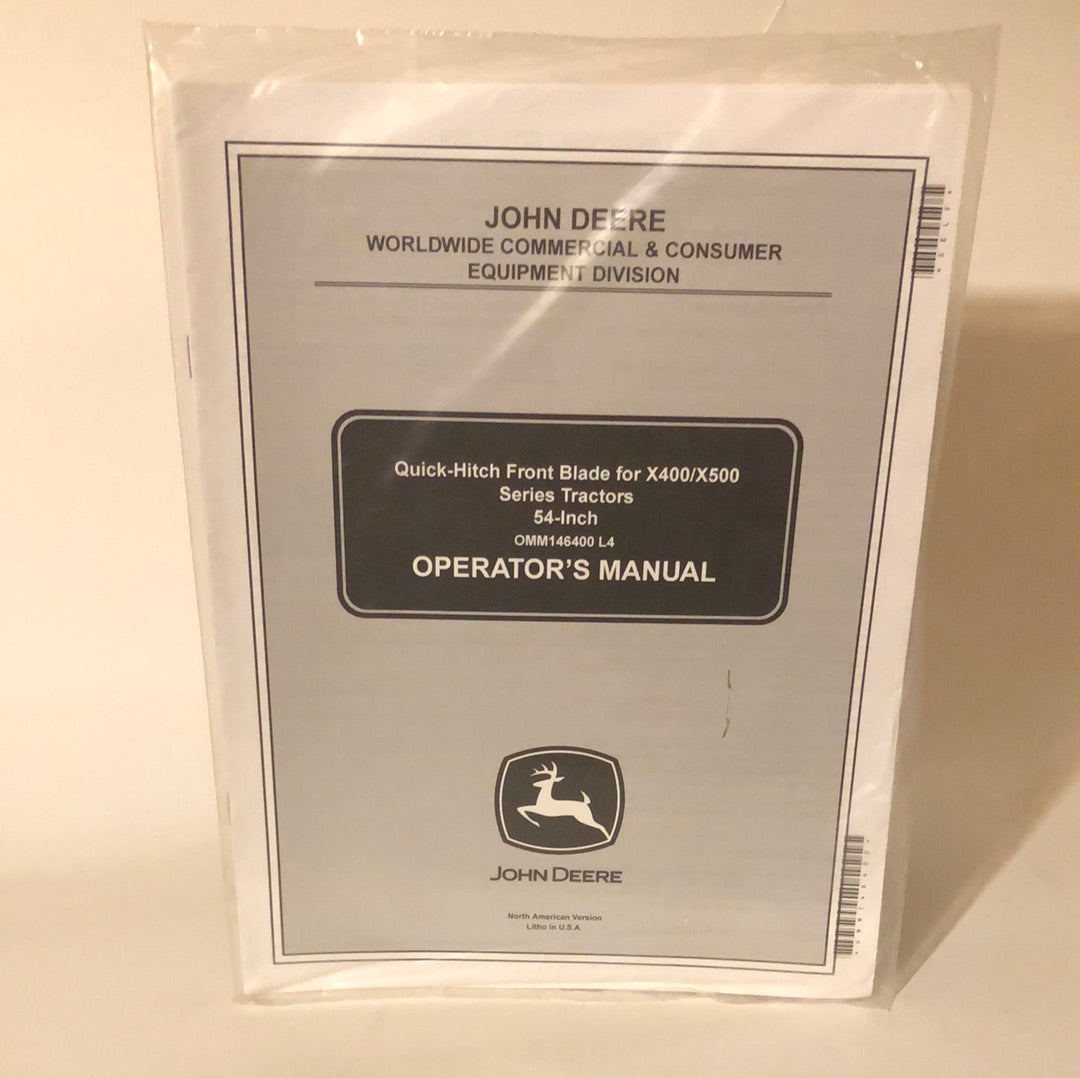 JOHN DEERE
WORLDWIDE COMMERCIAL & CONSUMER
EQUIPMENT DIVISION
Quick-Hitch Front Blade for X400/X500
Series Tractors
54-Inch
OMM146400 L4
OPERATOR'S MANUAL
JOHN DEERE
North American Version
Litho in U.S.A.